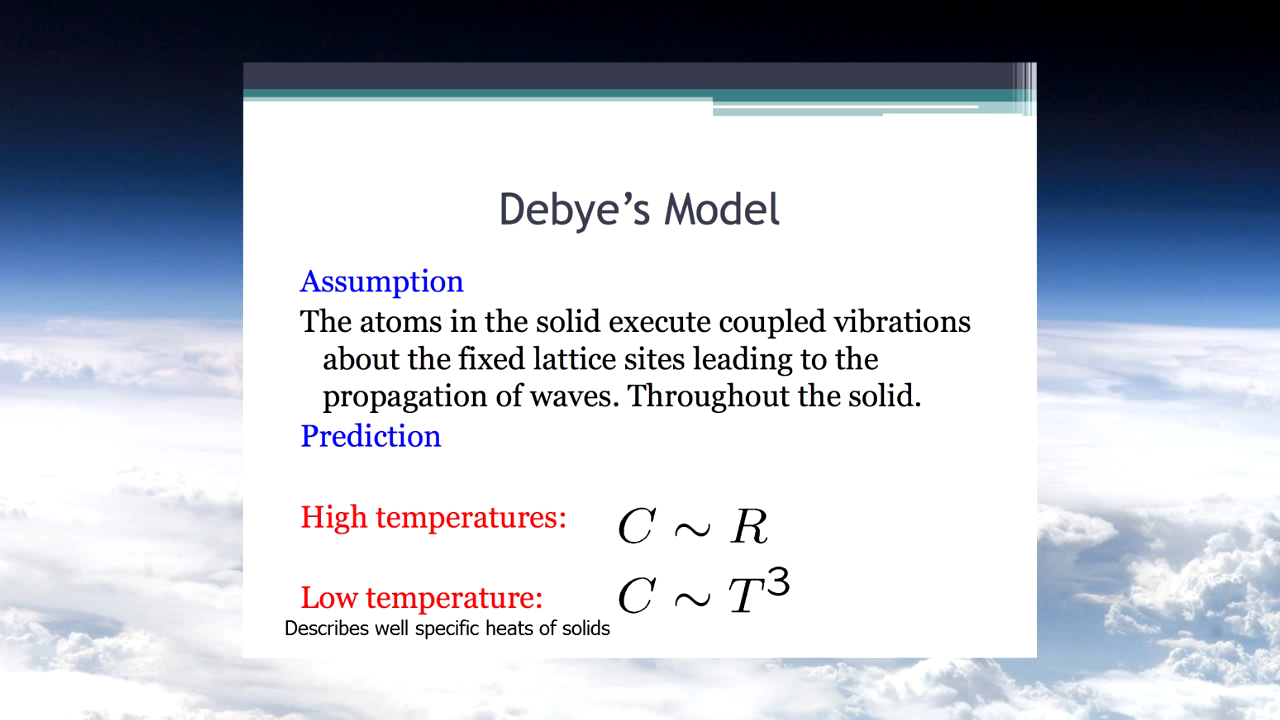 Debye’s Model
Assumption
The atoms in the solid execute coupled vibrations
about the fixed lattice sites leading to the
propagation of waves. Throughout the solid.
Prediction
High temperatures: C ~ R
Low temperature: C ~ T³
Describes well specific heats of solids